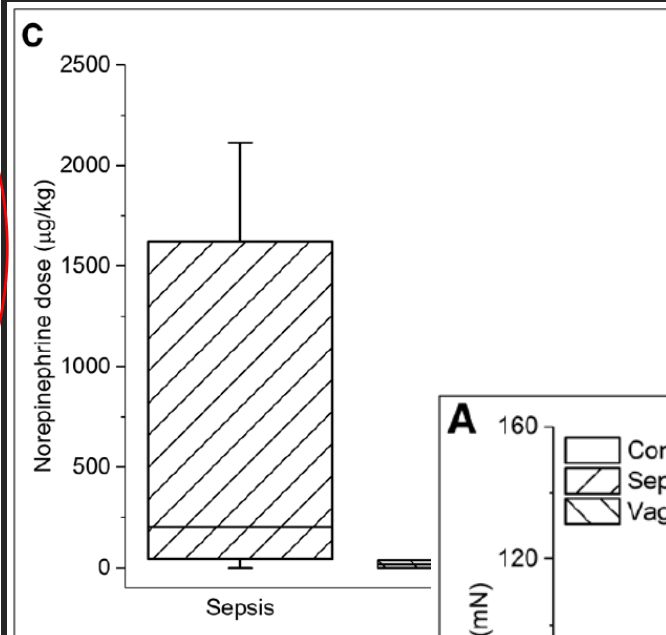 C
2500
2000
1500
1000
500
0
Norepinephrine dose (µg/kg)
Sepsis
A
160
120
(mN)
Cor
Sep
Vag